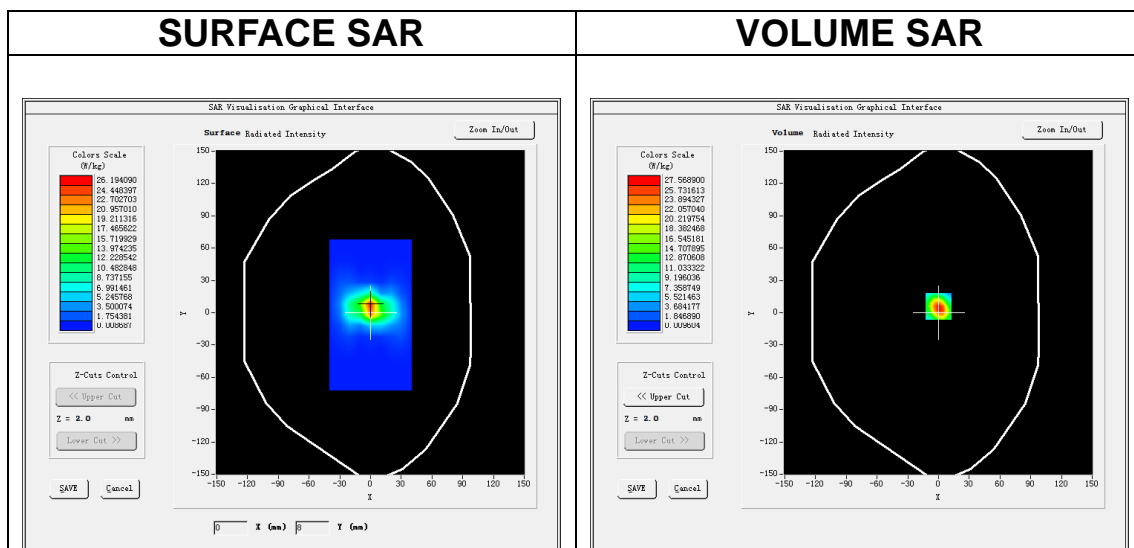 SURFACE SAR
SAR Visualisation Graphical Interface
Surface Radiated Intensity
Zoom In/Out
Colors Scale
(W/kg)
26.194090
24.448397
22.702703
20.957010
19.211316
17.465622
15.719929
13.974235
12.228542
10.482848
8.737155
6.991461
5.245768
3.500074
1.754381
0.008687
Z-Cuts Control
<< Upper Cut
Z = 2.0 mm
Lower Cut >>
SAVE Cancel
150
120
90
60
30
0
-30
-60
-90
-120
-150
Y
-150 -120 -90 -60 -30 0 30 60 90 120 150
X
0 X (mm) 8 Y (mm)
VOLUME SAR
SAR Visualisation Graphical Interface
Volume Radiated Intensity
Zoom In/Out
Colors Scale
(W/kg)
27.568900
25.731613
23.894327
22.057040
20.219754
18.382468
16.545181
14.707895
12.870608
11.033322
9.196036
7.358749
5.521463
3.684177
1.846890
0.009604
Z-Cuts Control
<< Upper Cut
Z = 2.0 mm
Lower Cut >>
SAVE Cancel
150
120
90
60
30
0
-30
-60
-90
-120
-150
Y
-150 -120 -90 -60 -30 0 30 60 90 120 150
X